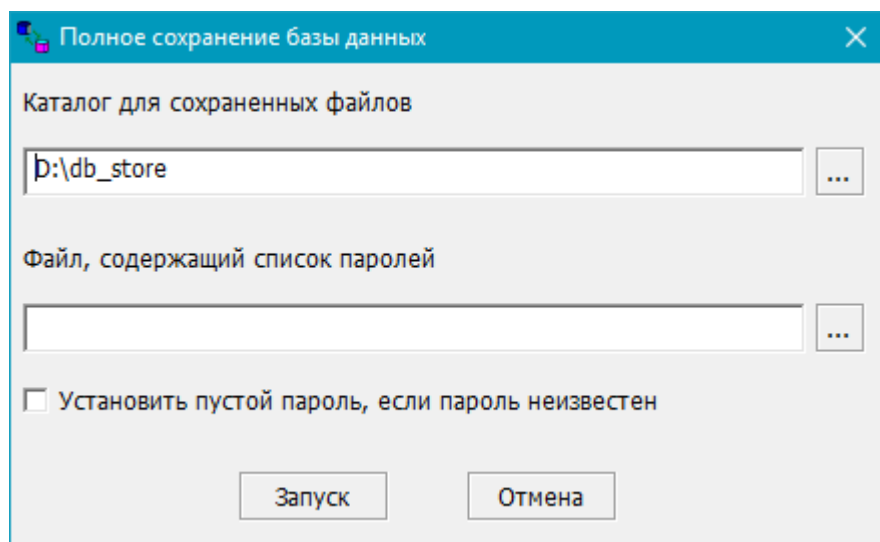 Полное сохранение базы данных
Каталог для сохраненных файлов
D:\db_store
...
Файл, содержащий список паролей
...
Установить пустой пароль, если пароль неизвестен
Запуск Отмена